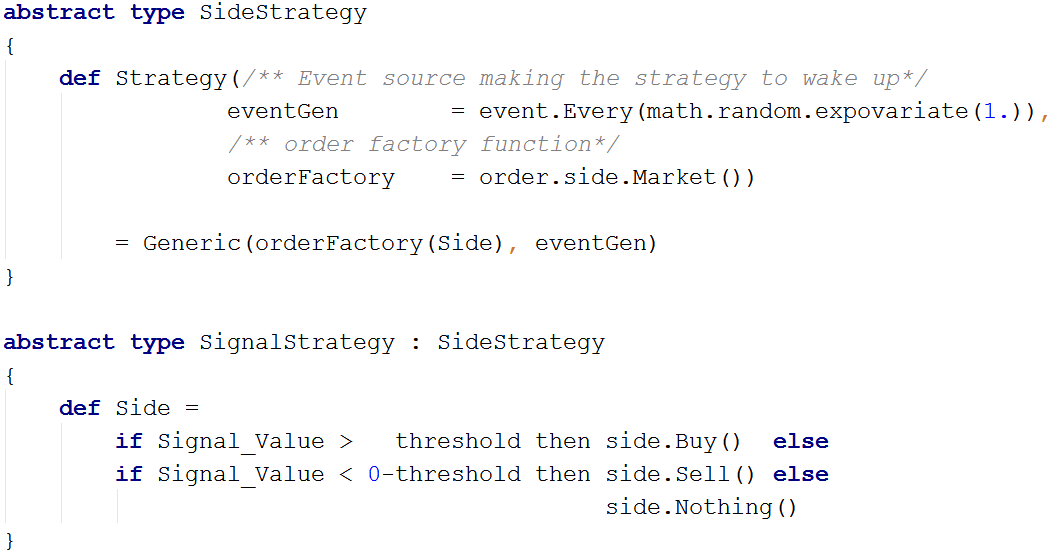 abstract type SideStrategy
{
    def Strategy(/** Event source making the strategy to wake up*/
                eventGen        = event.Every(math.random.expovariate(1.)),
                /** order factory function*/
                orderFactory    = order.side.Market())

        = Generic(orderFactory(Side), eventGen)
}

abstract type SignalStrategy : SideStrategy
{
    def Side =
        if Signal_Value >   threshold then side.Buy()  else
        if Signal_Value < 0-threshold then side.Sell() else
                                           side.Nothing()
}